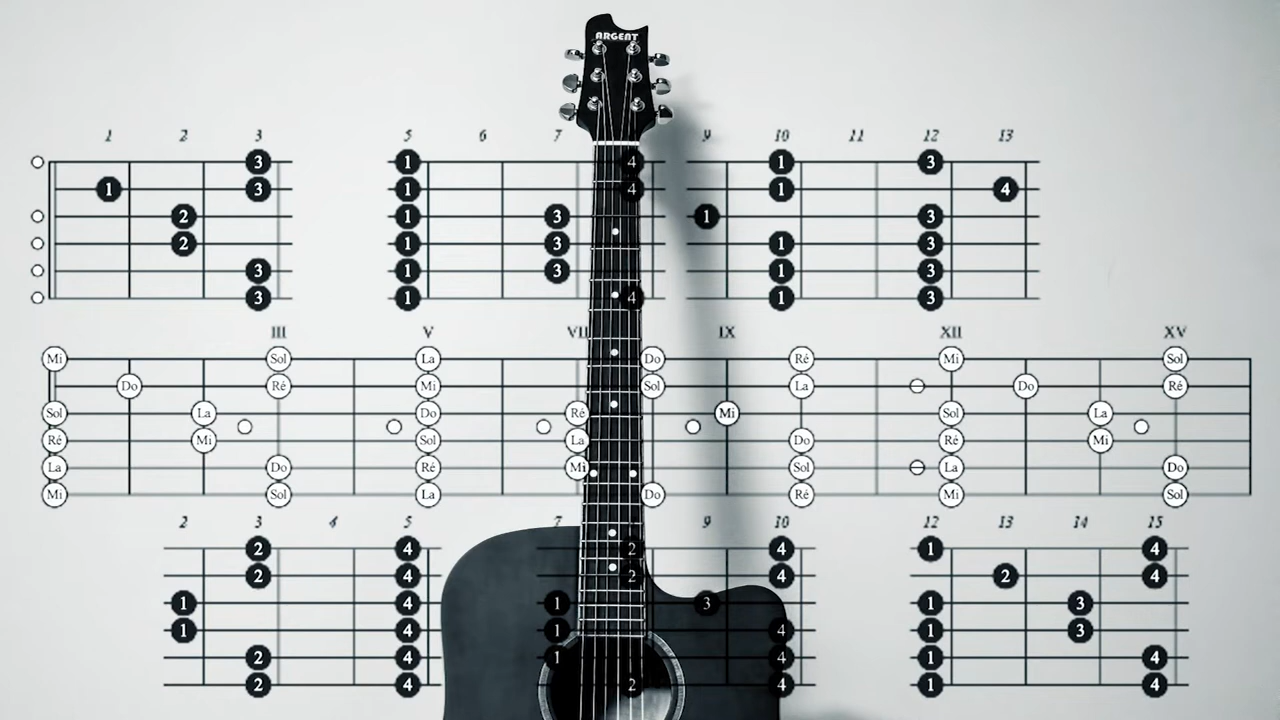 ARGENT
1 2 3 5 6 7 9 10 11 12 13
3 1 4 1 3
1 3 1 4 1 4
2 1 3 1 3
2 1 3 1 3
3 1 3 1 3
3 1 4 1 3
III V VII IX XII XV
Mi Sol La Do Ré Mi Sol
Do Ré Mi Sol La Do Ré
Sol La Do Ré Mi Sol La
Ré Mi Sol La Do Ré Mi
La Do Ré Mi Sol La Do
Mi Sol La Do Ré Mi Sol
2 3 4 5 7 9 10 12 13 14 15
2 4 2 4 1 4
2 4 2 4 2 4
1 4 1 3 1 3
1 4 1 4 1 3
2 4 1 4 1 4
2 4 2 4 1 4